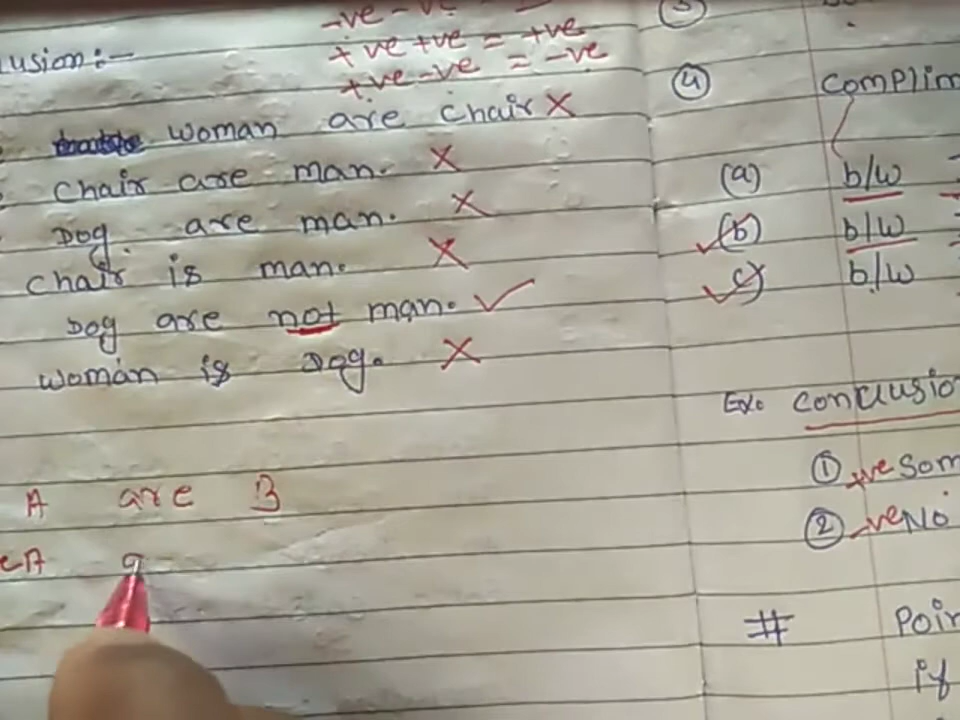 -ve - ve
+ve +ve = +ve
+ve -ve = -ve
lusion :-
woman are chair ×
chair are man. ×
Dog are man. ×
chair is man. ×
Dog are not man. ✓
woman is Dog. ×
A are B
A a
3
4 Complim
(a) b/w
(b) b/w
c) b/w
Ex. Conclusio
① +ve Som
② -ve No
# Poin
if